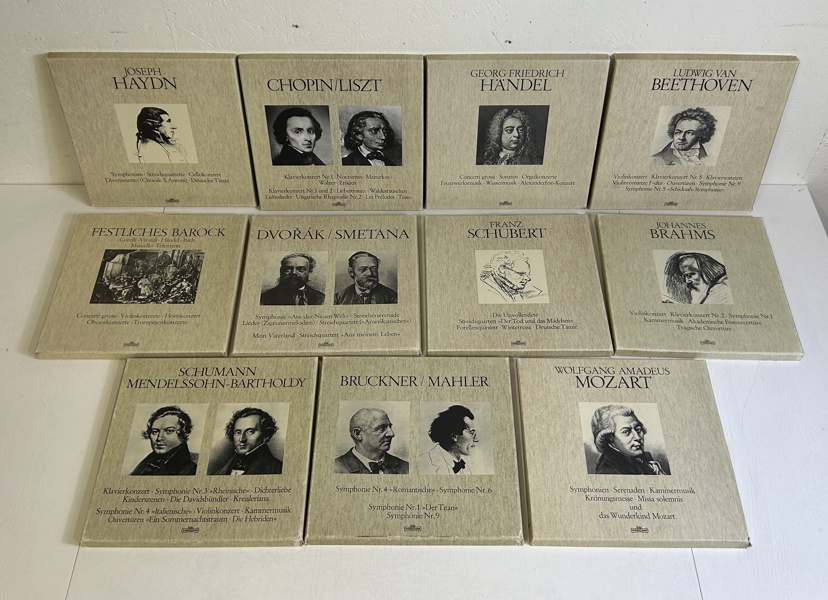 JOSEPH
HAYDN
Symphonien · Streichquartette · Cellokonzert
Divertimento (Chorale S. Antoni) · Deutsche Tänze
CHOPIN/LISZT
Klavierkonzert Nr. 1 · Nocturnes · Mazurkas ·
Walzer · Etüden
Klavierkonzert Nr. 1 und 2 · Liebestraum · Waldesrauschen
Liebeslieder · Ungarische Rhapsodie Nr. 2 · Les Préludes · Tasso
GEORG FRIEDRICH
HÄNDEL
Concerti grossi · Sonaten · Orgelkonzerte
Feuerwerksmusik · Wassermusik · Alexanderfest-Konzert
LUDWIG VAN
BEETHOVEN
Violinkonzert · Klavierkonzert Nr. 5 · Klaviersonaten
Violinromanze F-dur · Ouvertüren · Symphonie Nr. 9
Symphonie Nr. 5 »Schicksals-Symphonie«
FESTLICHES BAROCK
Corelli · Vivaldi · Händel · Bach
Marcello · Telemann
Concerti grossi · Violinkonzerte · Hornkonzert
Oboenkonzerte · Trompetenkonzerte
DVOŘÁK/SMETANA
Symphonie »Aus der Neuen Welt« · Streicherserenade
Lieder (Zigeunermelodien) · Streichquartett (»Amerikanisches«)
Mein Vaterland · Streichquartett »Aus meinem Leben«
FRANZ
SCHUBERT
Die Unvollendete
Streichquartett »Der Tod und das Mädchen«
Forellenquintett · Winterreise · Deutsche Tänze
JOHANNES
BRAHMS
Violinkonzert · Klavierkonzert Nr. 2 · Symphonie Nr. 1
Kammermusik · Akademische Festouvertüre
Tragische Ouvertüre
SCHUMANN
MENDELSSOHN-BARTHOLDY
Klavierkonzert · Symphonie Nr. 3 »Rheinische« · Dichterliebe
Kinderszenen · Die Davidsbündler · Kreisleriana
Symphonie Nr. 4 »Italienische« · Violinkonzert · Kammermusik
Ouvertüren »Ein Sommernachtstraum · Die Hebriden«
BRUCKNER/MAHLER
Symphonie Nr. 4 »Romantische« · Symphonie Nr. 6
Symphonie Nr. 1 »Der Titan«
Symphonie Nr. 9
WOLFGANG AMADEUS
MOZART
Symphonien · Serenaden · Kammermusik
Krönungsmesse · Missa solemnis
und
das Wunderkind Mozart